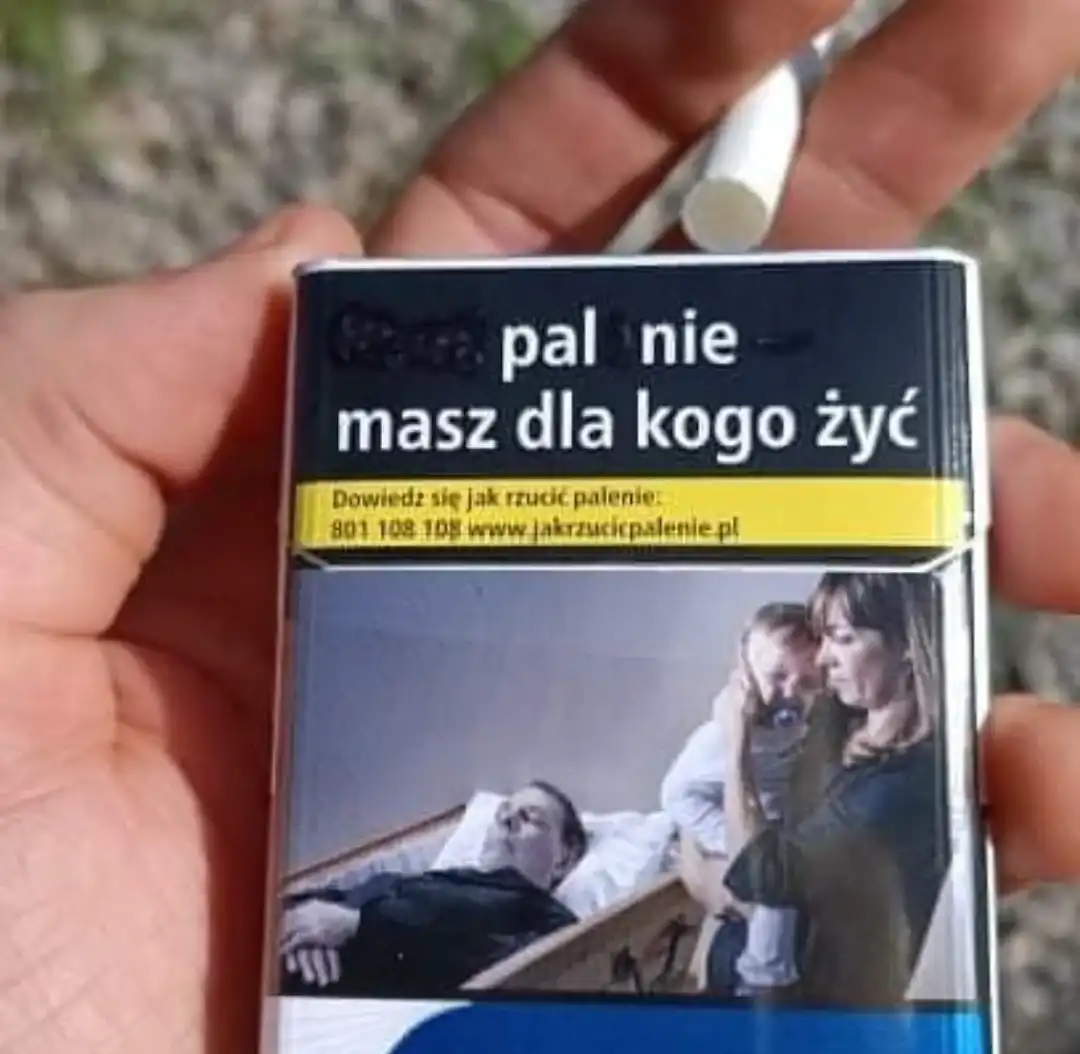 pal nie
masz dla kogo żyć
Dowiedz się jak rzucić palenie:
801 108 108 www.jakrzucicpalenie.pl